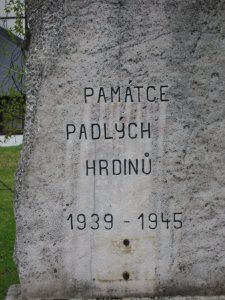 PAMÁTCE
PADLÝCH
HRDINŮ
1939 - 1945